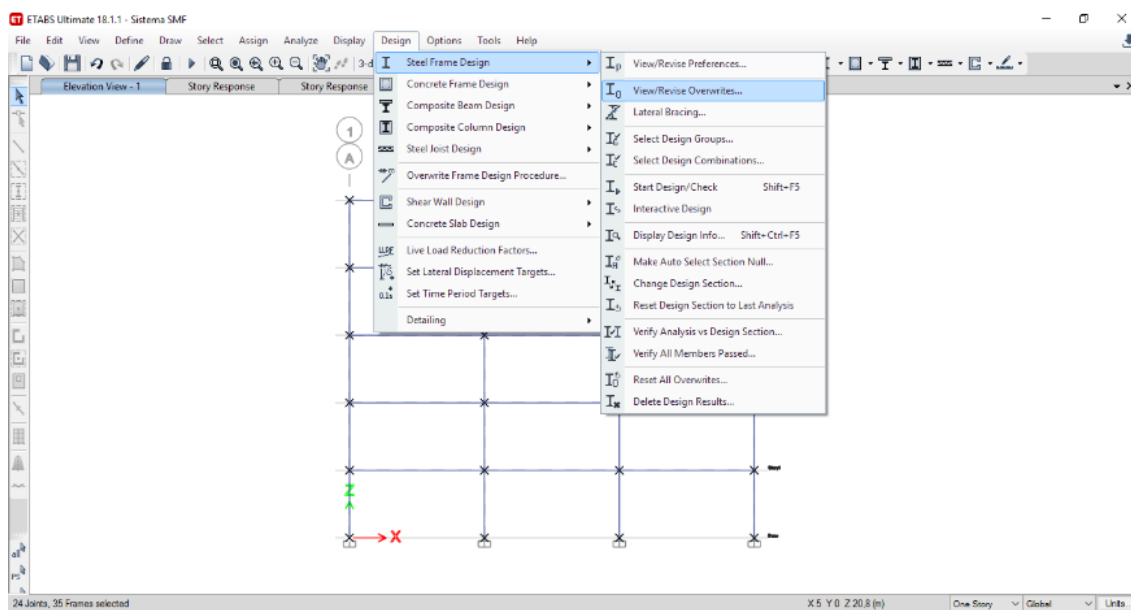 ETABS Ultimate 18.1.1 - Sistema SMF
File Edit View Define Draw Select Assign Analyze Display Design Options Tools Help
3-d
Elevation View - 1 Story Response Story Response
Steel Frame Design
Concrete Frame Design
Composite Beam Design
Composite Column Design
Steel Joist Design
Overwrite Frame Design Procedure...
Shear Wall Design
Concrete Slab Design
Live Load Reduction Factors...
Set Lateral Displacement Targets...
Set Time Period Targets...
Detailing
View/Revise Preferences...
View/Revise Overwrites...
Lateral Bracing...
Select Design Groups...
Select Design Combinations...
Start Design/Check Shift+F5
Interactive Design
Display Design Info... Shift+Ctrl+F5
Make Auto Select Section Null...
Change Design Section...
Reset Design Section to Last Analysis
Verify Analysis vs Design Section...
Verify All Members Passed...
Reset All Overwrites...
Delete Design Results...
1
A
Z
X
24 Joints, 35 Frames selected
X 5 Y 0 Z 20,8 (m)
One Story
Global
Units...